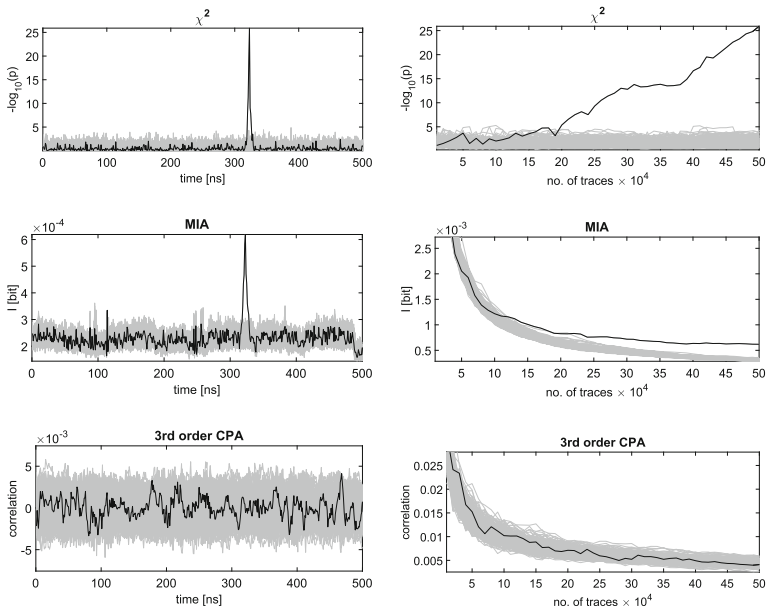 χ²
-log₁₀(p)
25
20
15
10
5
0 100 200 300 400 500
time [ns]
χ²
-log₁₀(p)
25
20
15
10
5
5 10 15 20 25 30 35 40 45 50
no. of traces × 10⁴
×10⁻⁴
MIA
I [bit]
6
5
4
3
2
0 100 200 300 400 500
time [ns]
×10⁻³
MIA
I [bit]
2.5
2
1.5
1
0.5
5 10 15 20 25 30 35 40 45 50
no. of traces × 10⁴
×10⁻³
3rd order CPA
correlation
5
0
-5
0 100 200 300 400 500
time [ns]
3rd order CPA
correlation
0.025
0.02
0.015
0.01
0.005
5 10 15 20 25 30 35 40 45 50
no. of traces × 10⁴